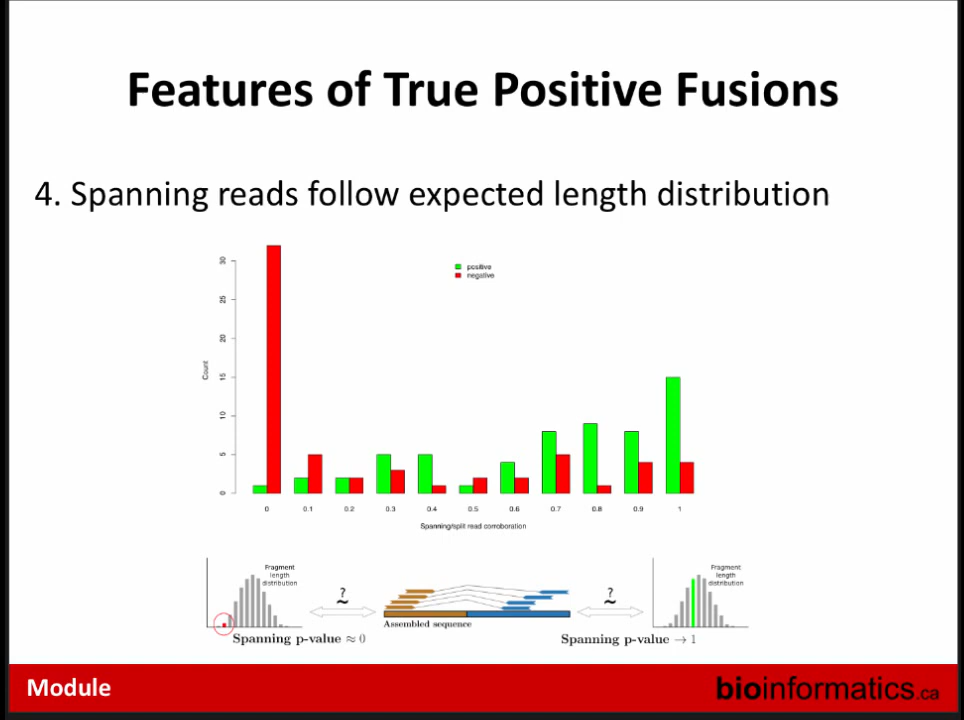 Features of True Positive Fusions
4. Spanning reads follow expected length distribution
positive
negative
30
25
20
15
10
5
0
Count
0 0.1 0.2 0.3 0.4 0.5 0.6 0.7 0.8 0.9 1
Spanning/split read corroboration
Fragment
length
distribution
?
~
Assembled sequence
?
~
Fragment
length
distribution
Spanning p-value ≈ 0
Spanning p-value → 1
Module
bioinformatics.ca